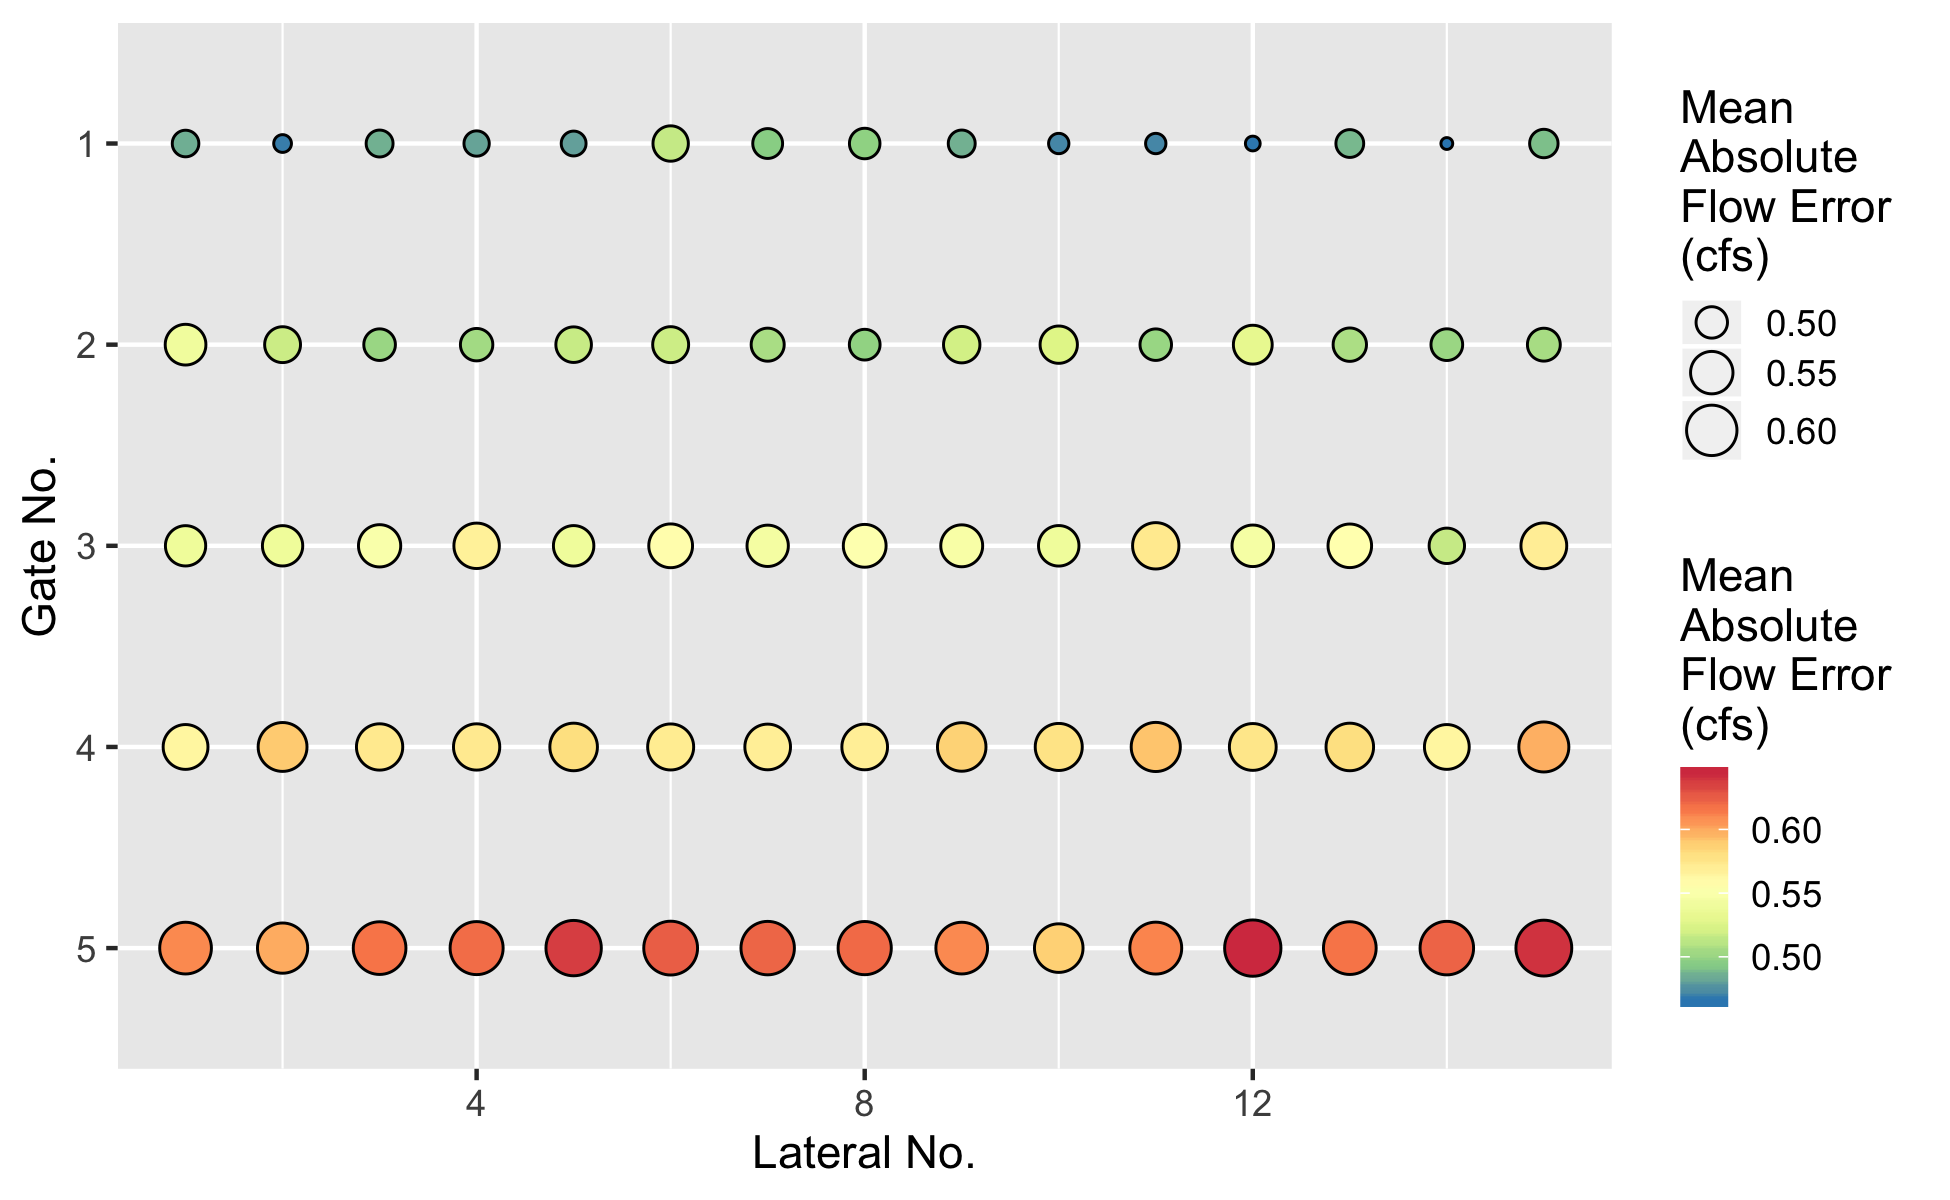 1
2
3
4
5
Gate No.
4 8 12
Lateral No.
Mean
Absolute
Flow Error
(cfs)
0.50
0.55
0.60
Mean
Absolute
Flow Error
(cfs)
0.60
0.55
0.50